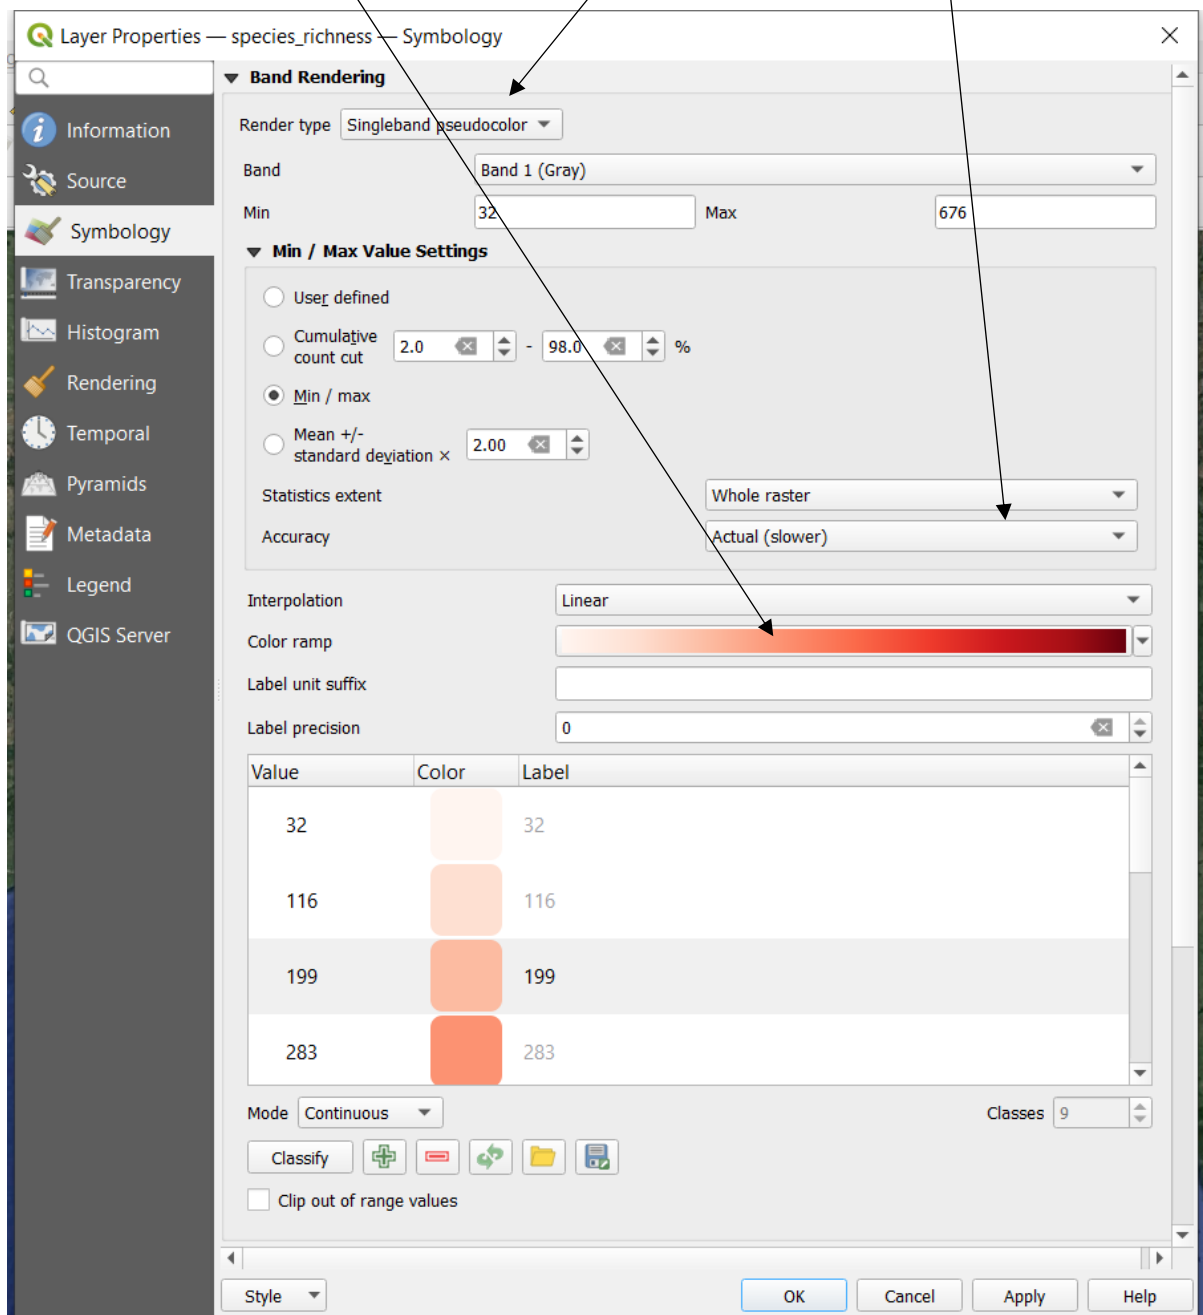 Layer Properties — species_richness — Symbology
Band Rendering
Information
Render type Singleband pseudocolor
Source
Band Band 1 (Gray)
Min 32 Max 676
Symbology
Min / Max Value Settings
Transparency
User defined
Histogram
Cumulative count cut 2.0 - 98.0 %
Rendering
Min / max
Temporal
Mean +/- standard deviation × 2.00
Pyramids
Statistics extent Whole raster
Metadata
Accuracy Actual (slower)
Legend
Interpolation Linear
QGIS Server
Color ramp
Label unit suffix
Label precision 0
Value Color Label
32 32
116 116
199 199
283 283
Mode Continuous Classes 9
Classify
Clip out of range values
Style OK Cancel Apply Help